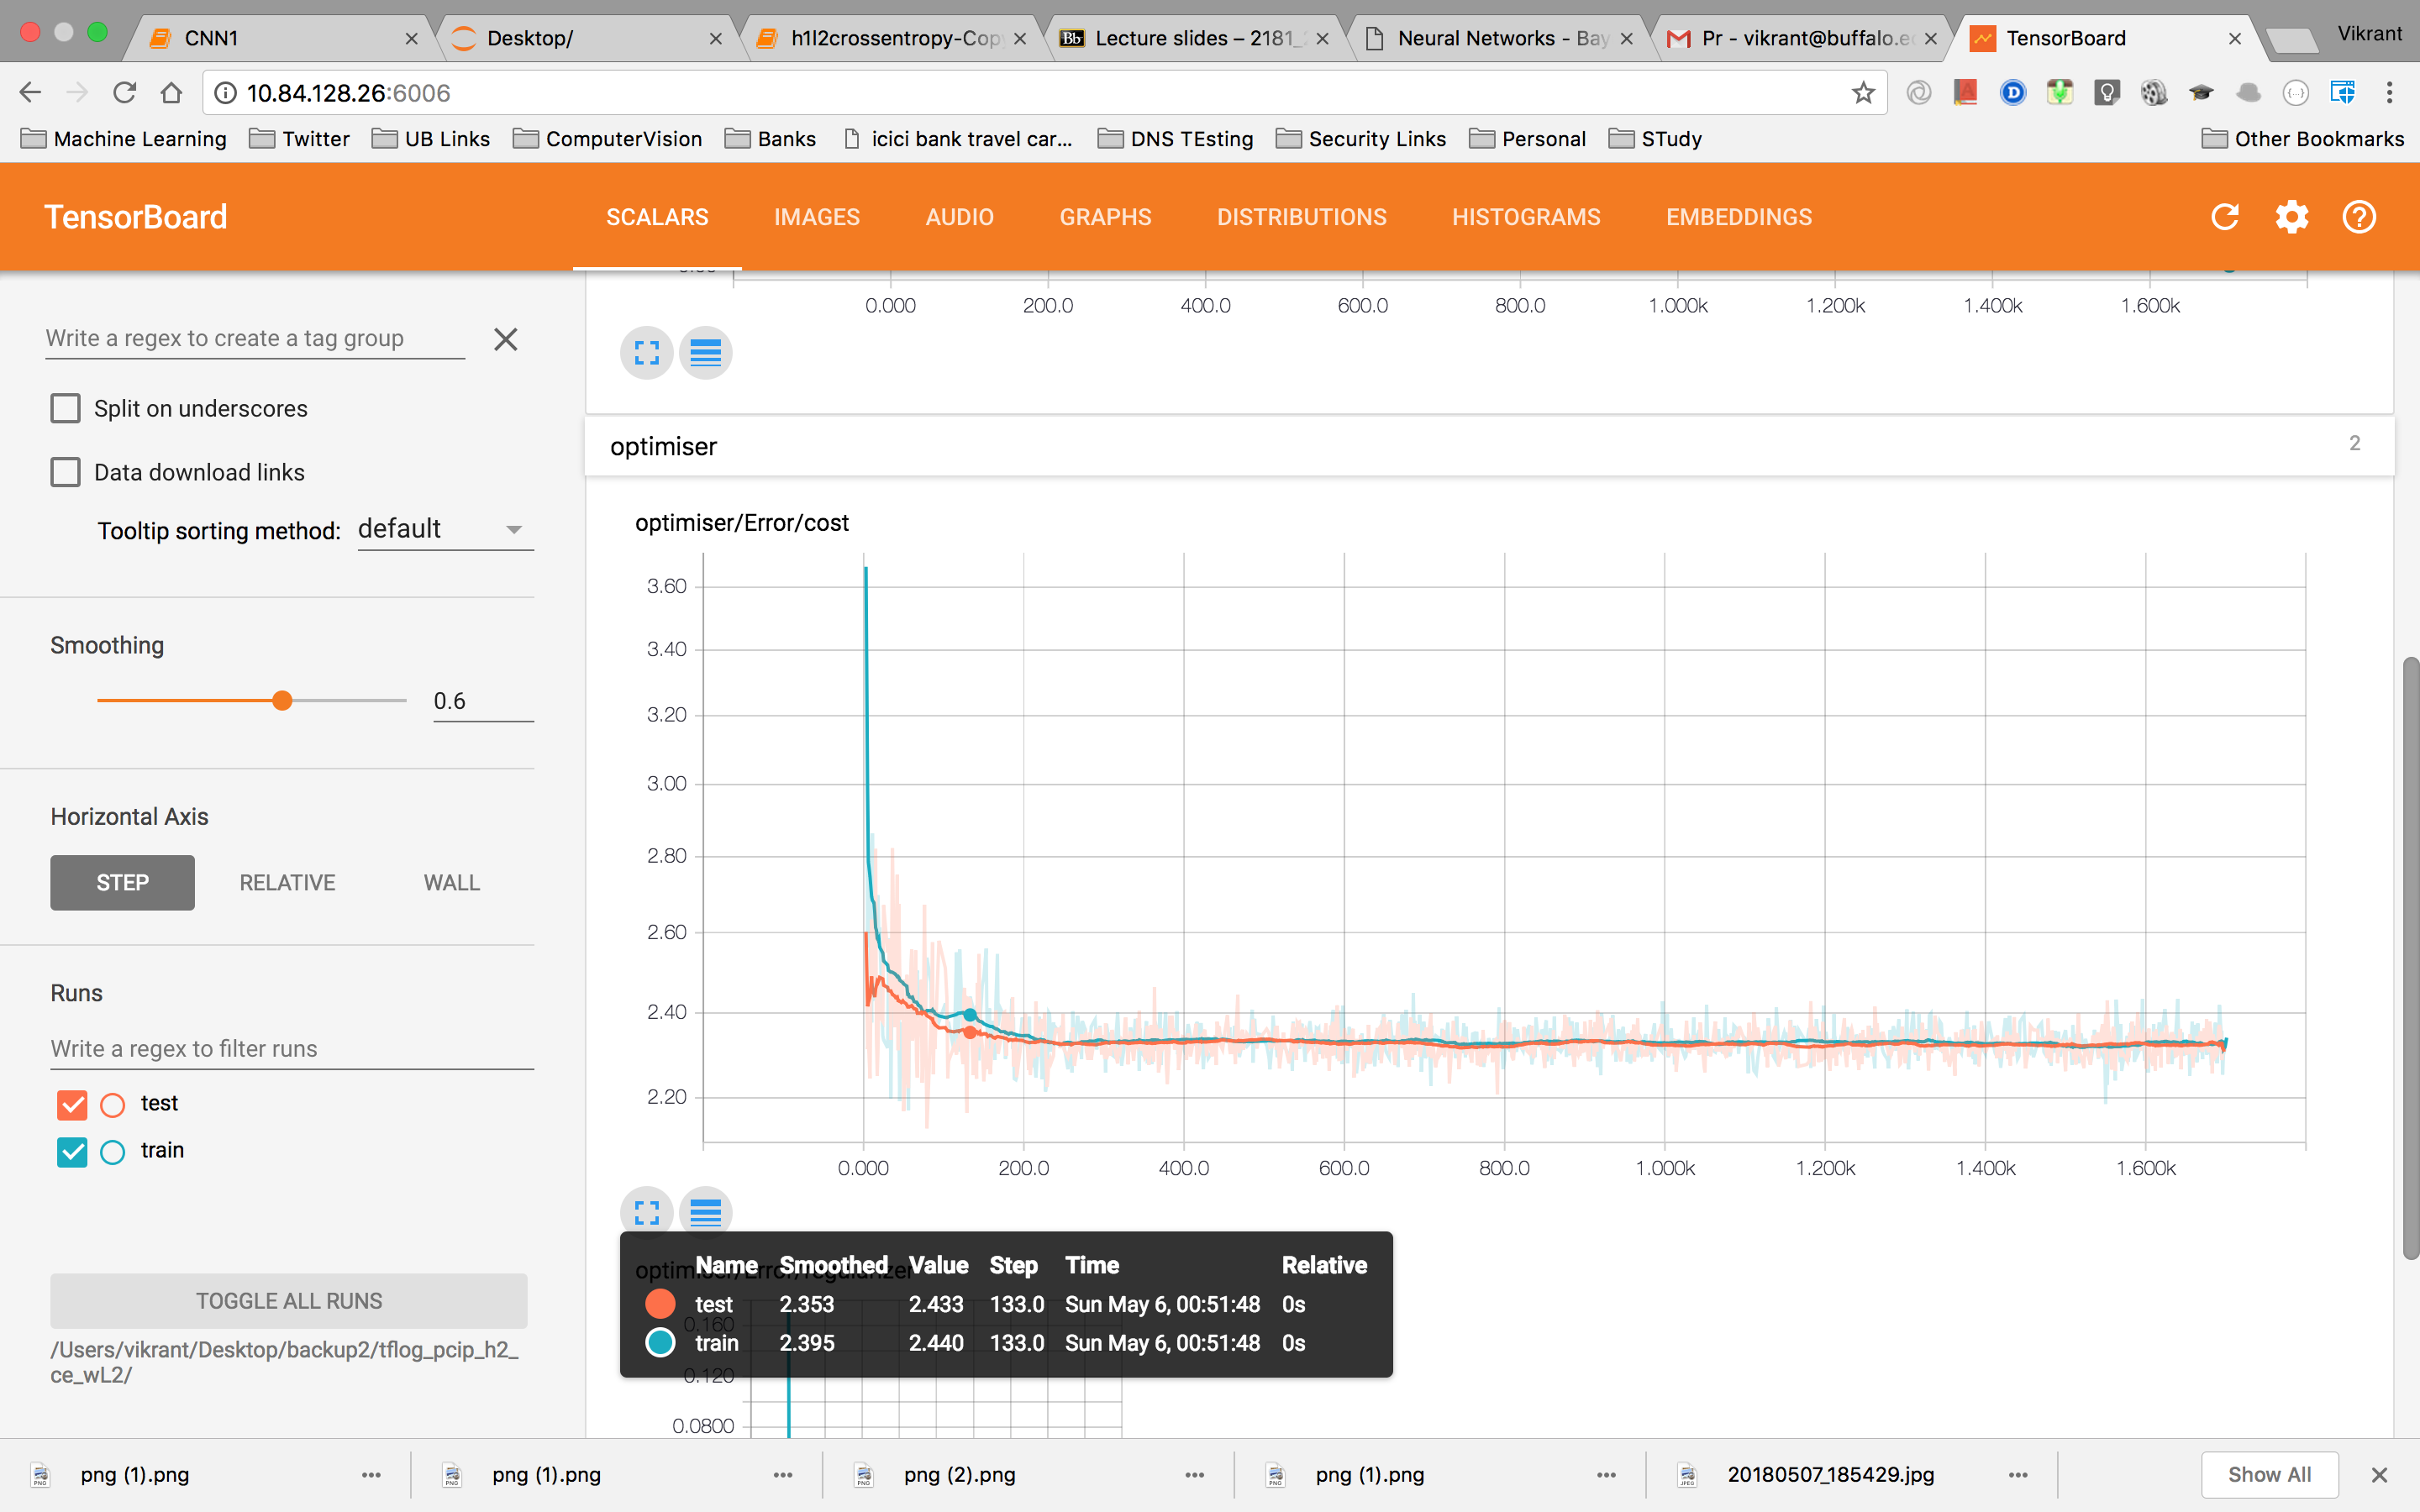 CNN1
Desktop/
h1l2crossentropy-Cop
Lecture slides – 2181_
Neural Networks - Bay
Pr - vikrant@buffalo.e
TensorBoard
Vikrant
10.84.128.26:6006
Machine Learning
Twitter
UB Links
ComputerVision
Banks
icici bank travel car...
DNS TEsting
Security Links
Personal
STudy
Other Bookmarks
TensorBoard
SCALARS
IMAGES
AUDIO
GRAPHS
DISTRIBUTIONS
HISTOGRAMS
EMBEDDINGS
0.000 200.0 400.0 600.0 800.0 1.000k 1.200k 1.400k 1.600k
Write a regex to create a tag group
Split on underscores
Data download links
Tooltip sorting method: default
Smoothing
0.6
Horizontal Axis
STEP RELATIVE WALL
Runs
Write a regex to filter runs
test
train
TOGGLE ALL RUNS
/Users/vikrant/Desktop/backup2/tflog_pcip_h2_
ce_wL2/
optimiser
2
optimiser/Error/cost
3.60
3.40
3.20
3.00
2.80
2.60
2.40
2.20
0.000 200.0 400.0 600.0 800.0 1.000k 1.200k 1.400k 1.600k
optimiser/Error/regularizer
Name Smoothed Value Step Time Relative
test 2.353 2.433 133.0 Sun May 6, 00:51:48 0s
train 2.395 2.440 133.0 Sun May 6, 00:51:48 0s
0.160
0.120
0.0800
png (1).png
png (1).png
png (2).png
png (1).png
20180507_185429.jpg
Show All